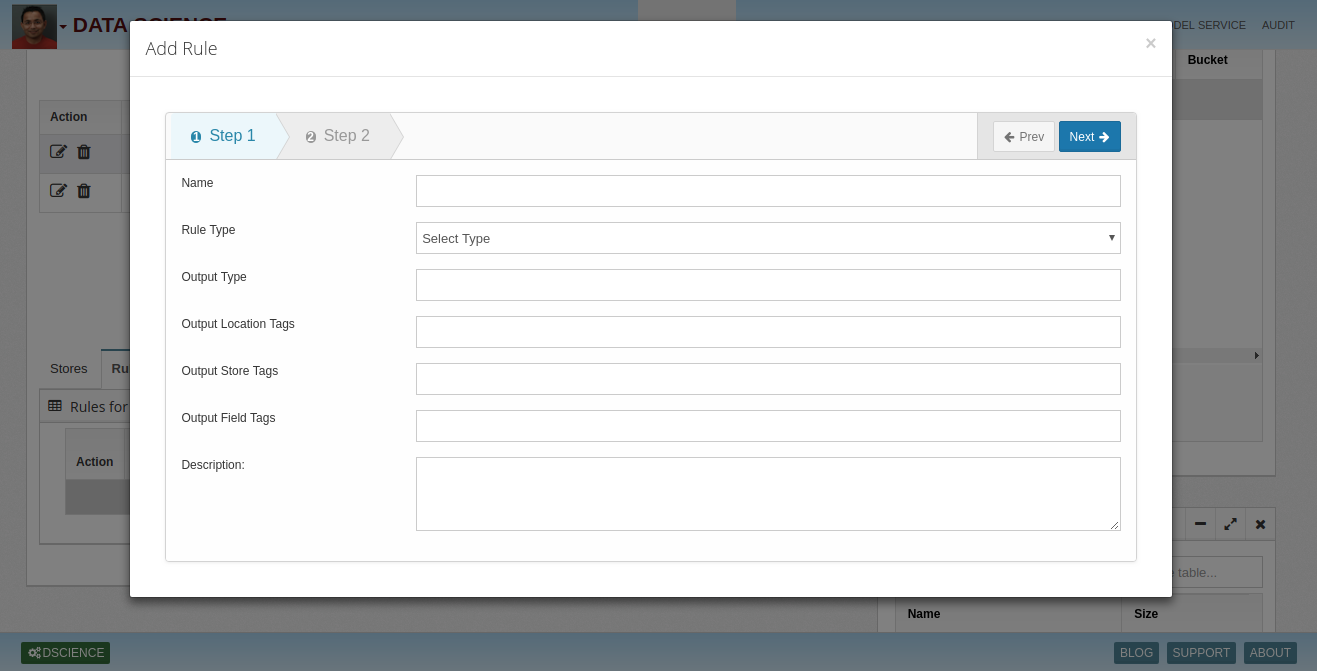 DATA SCIENCE
DEL SERVICE
AUDIT
Add Rule
×
Bucket
Action
1 Step 1
2 Step 2
Prev
Next
Name
Rule Type
Select Type
Output Type
Output Location Tags
Output Store Tags
Output Field Tags
Description:
Stores
Ru
Rules for
Action
table...
Name
Size
DSCIENCE
BLOG
SUPPORT
ABOUT